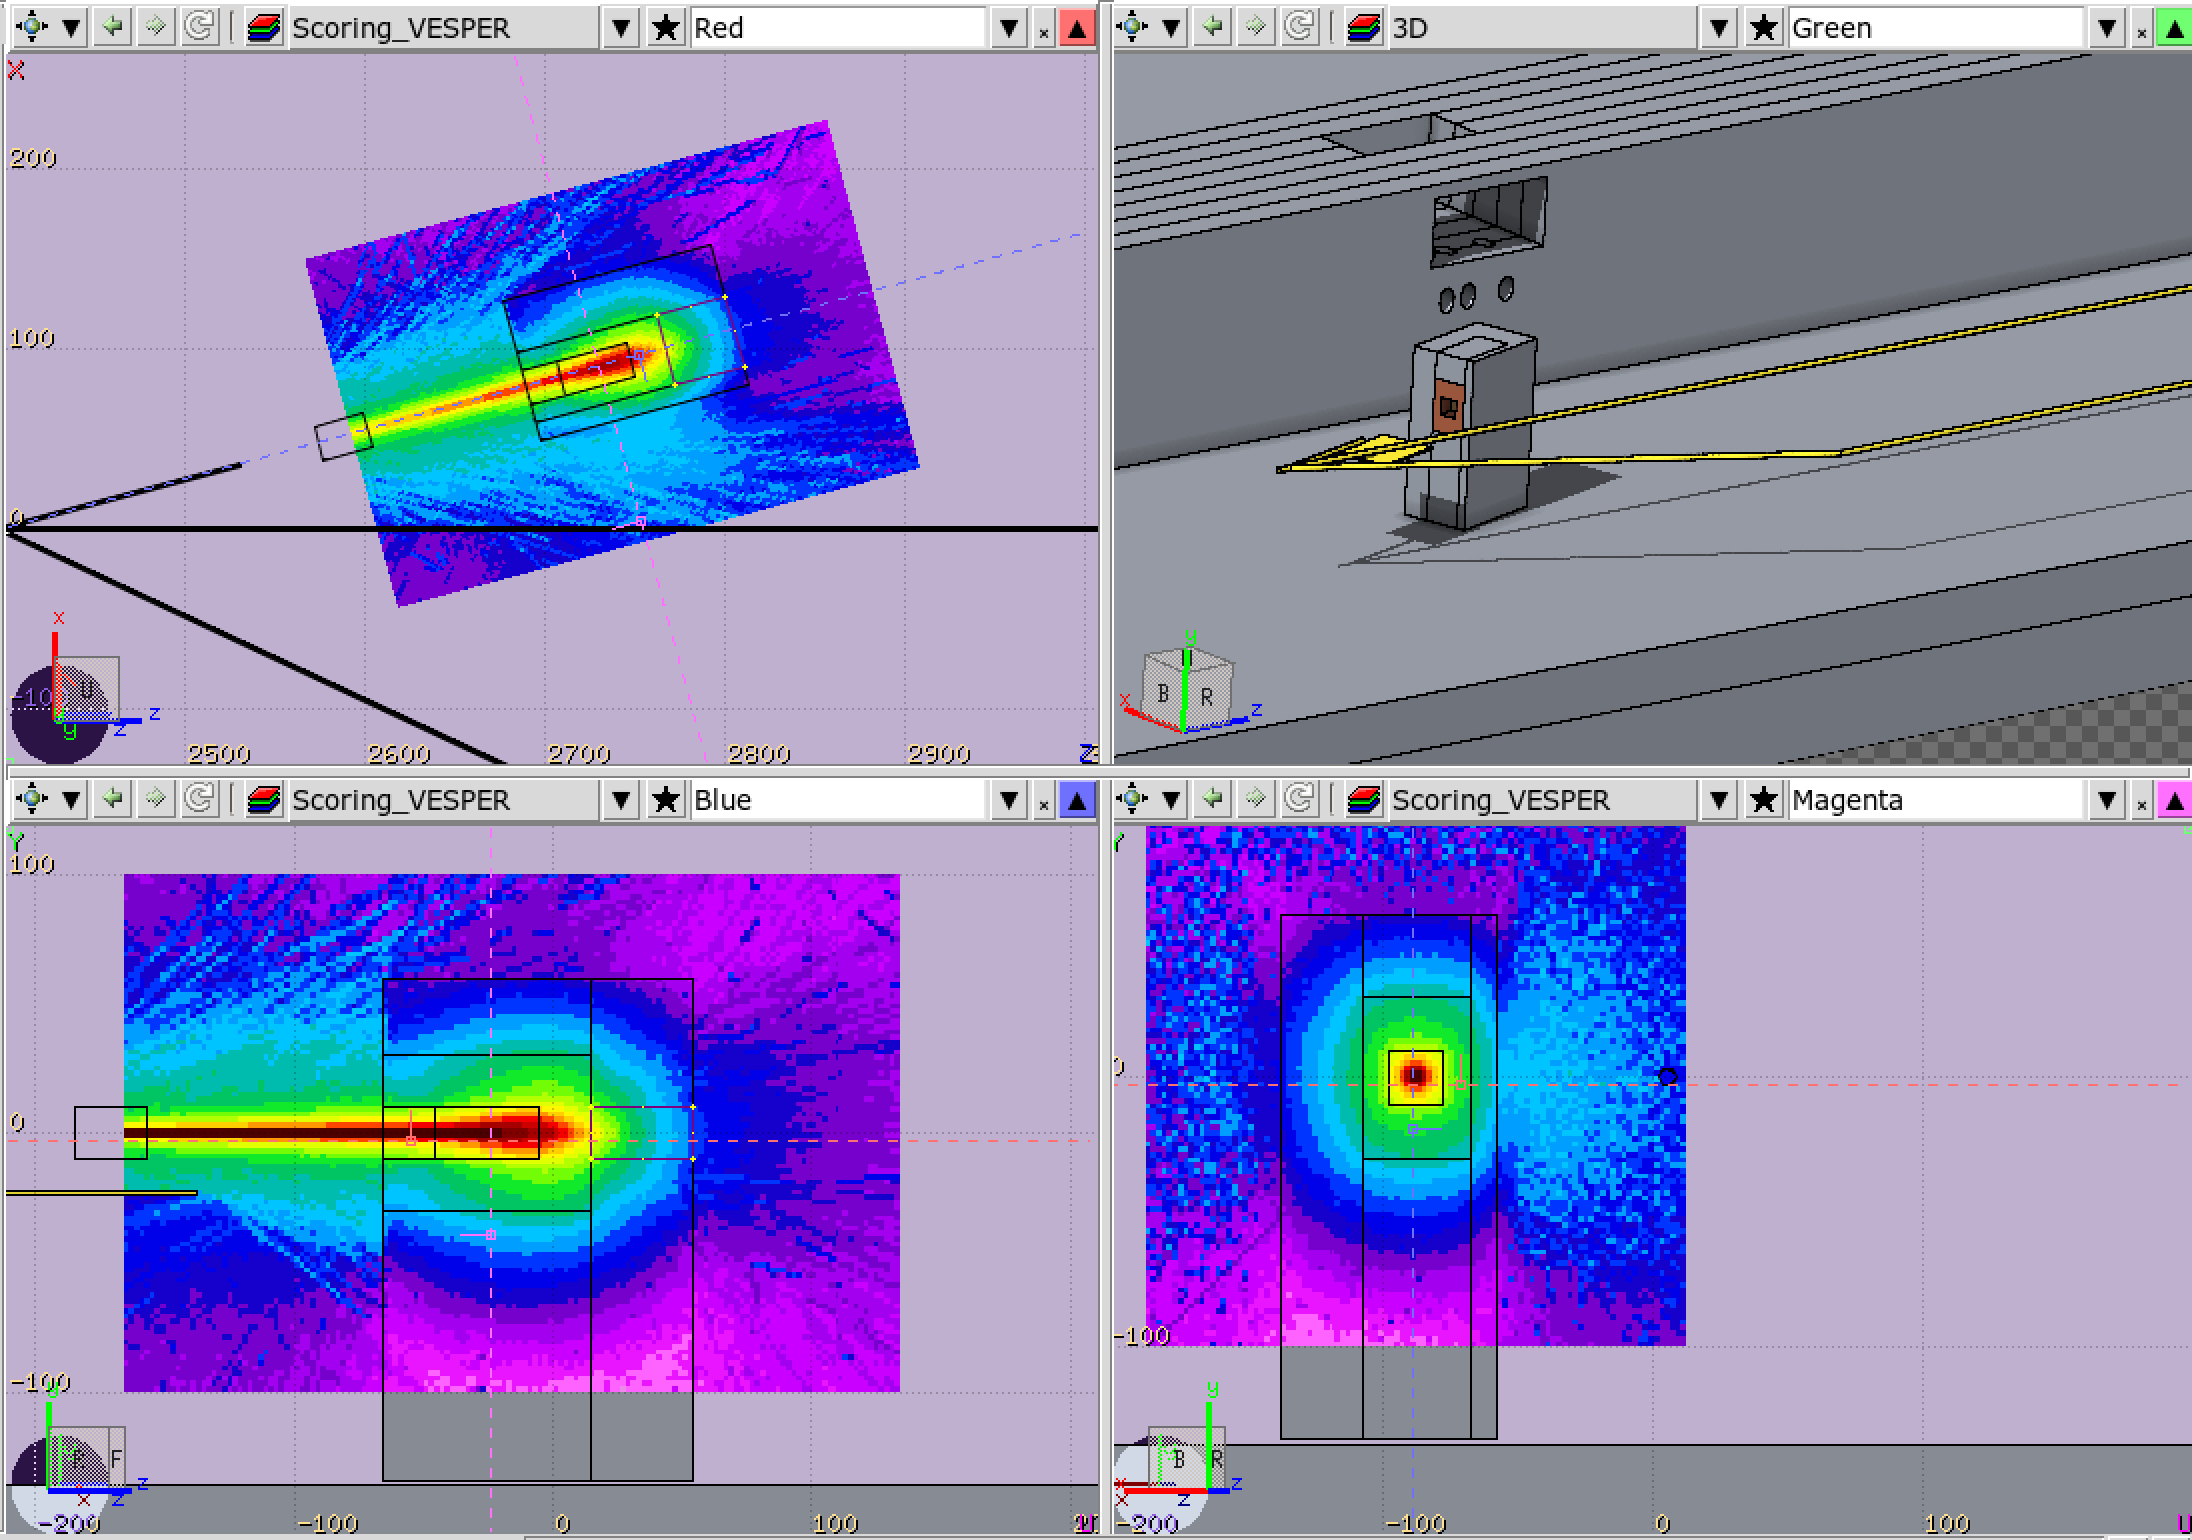 Scoring_VESPER Red
X
200
100
0
-10
x
U
z
y
z
2500 2600 2700 2800 2900 Z
3D Green
y
B R
x z
Scoring_VESPER Blue
Y
100
0
-100
y
F
z
x z
-200 -100 0 100
Scoring_VESPER Magenta
Y
0
-100
y
B R
z
x z
-200 -100 0 100 U